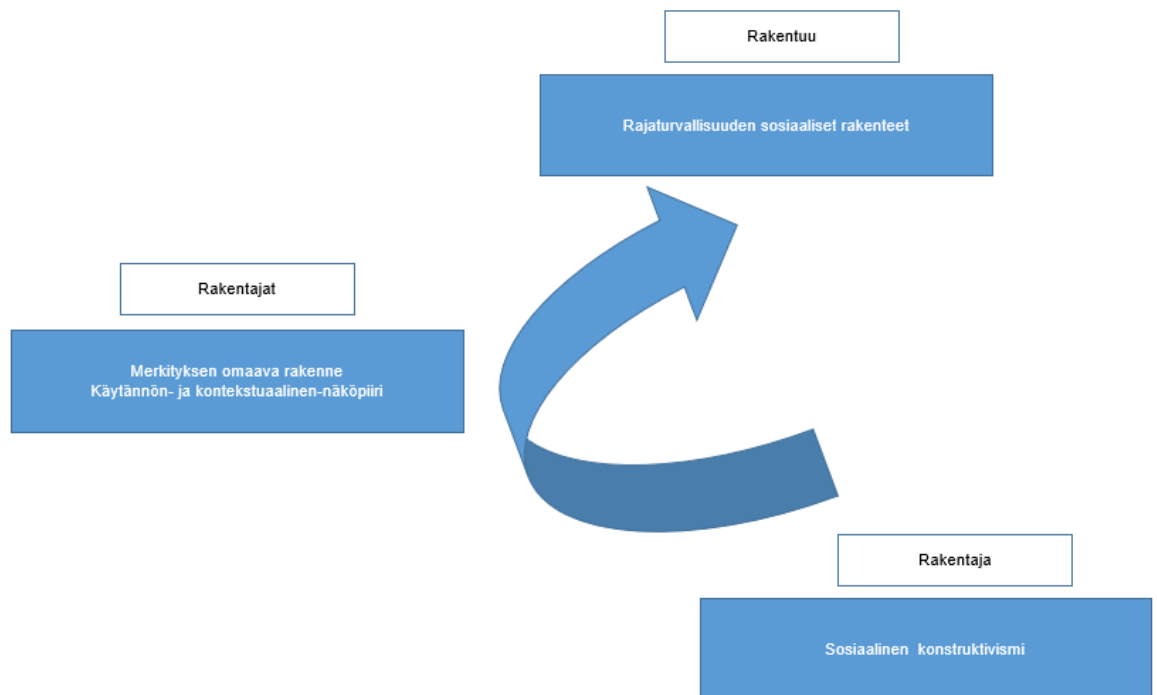 Rakentuu
Rajaturvallisuuden sosiaaliset rakenteet
Rakentajat
Merkityksen omaava rakenne
Käytännön- ja kontekstuaalinen-näköpiiri
Rakentaja
Sosiaalinen konstruktivismi